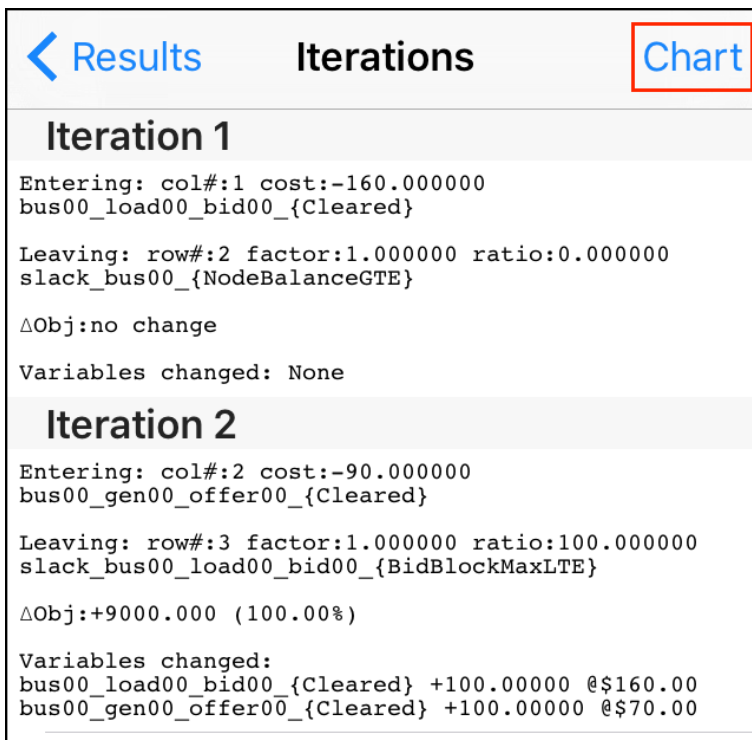 Results Iterations Chart
Iteration 1
Entering: col#:1 cost:-160.000000
bus00_load00_bid00_{Cleared}
Leaving: row#:2 factor:1.000000 ratio:0.000000
slack_bus00_{NodeBalanceGTE}
ΔObj:no change
Variables changed: None
Iteration 2
Entering: col#:2 cost:-90.000000
bus00_gen00_offer00_{Cleared}
Leaving: row#:3 factor:1.000000 ratio:100.000000
slack_bus00_load00_bid00_{BidBlockMaxLTE}
ΔObj:+9000.000 (100.00%)
Variables changed:
bus00_load00_bid00_{Cleared} +100.00000 @$160.00
bus00_gen00_offer00_{Cleared} +100.00000 @$70.00